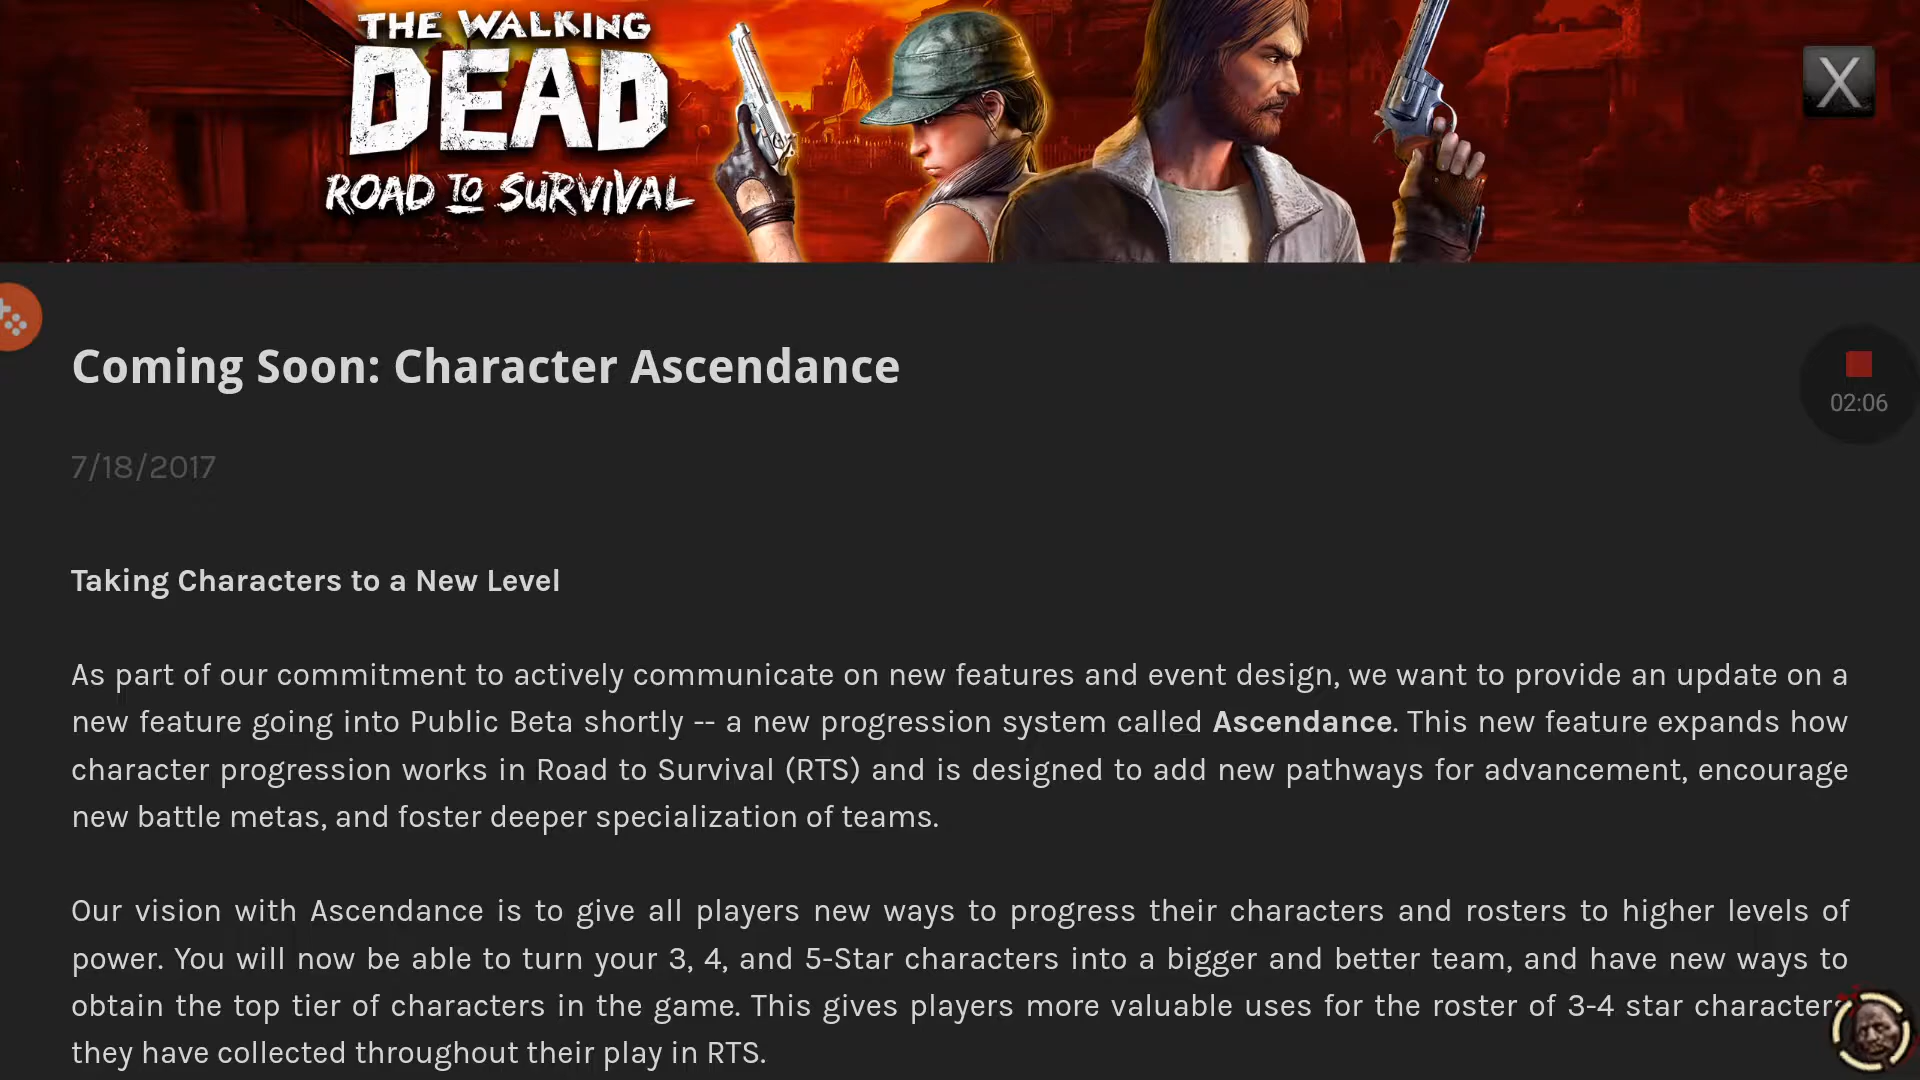 THE WALKING
DEAD
ROAD TO SURVIVAL
X
Coming Soon: Character Ascendance
02:06
7/18/2017
Taking Characters to a New Level
As part of our commitment to actively communicate on new features and event design, we want to provide an update on a
new feature going into Public Beta shortly -- a new progression system called Ascendance. This new feature expands how
character progression works in Road to Survival (RTS) and is designed to add new pathways for advancement, encourage
new battle metas, and foster deeper specialization of teams.
Our vision with Ascendance is to give all players new ways to progress their characters and rosters to higher levels of
power. You will now be able to turn your 3, 4, and 5-Star characters into a bigger and better team, and have new ways to
obtain the top tier of characters in the game. This gives players more valuable uses for the roster of 3-4 star characters
they have collected throughout their play in RTS.